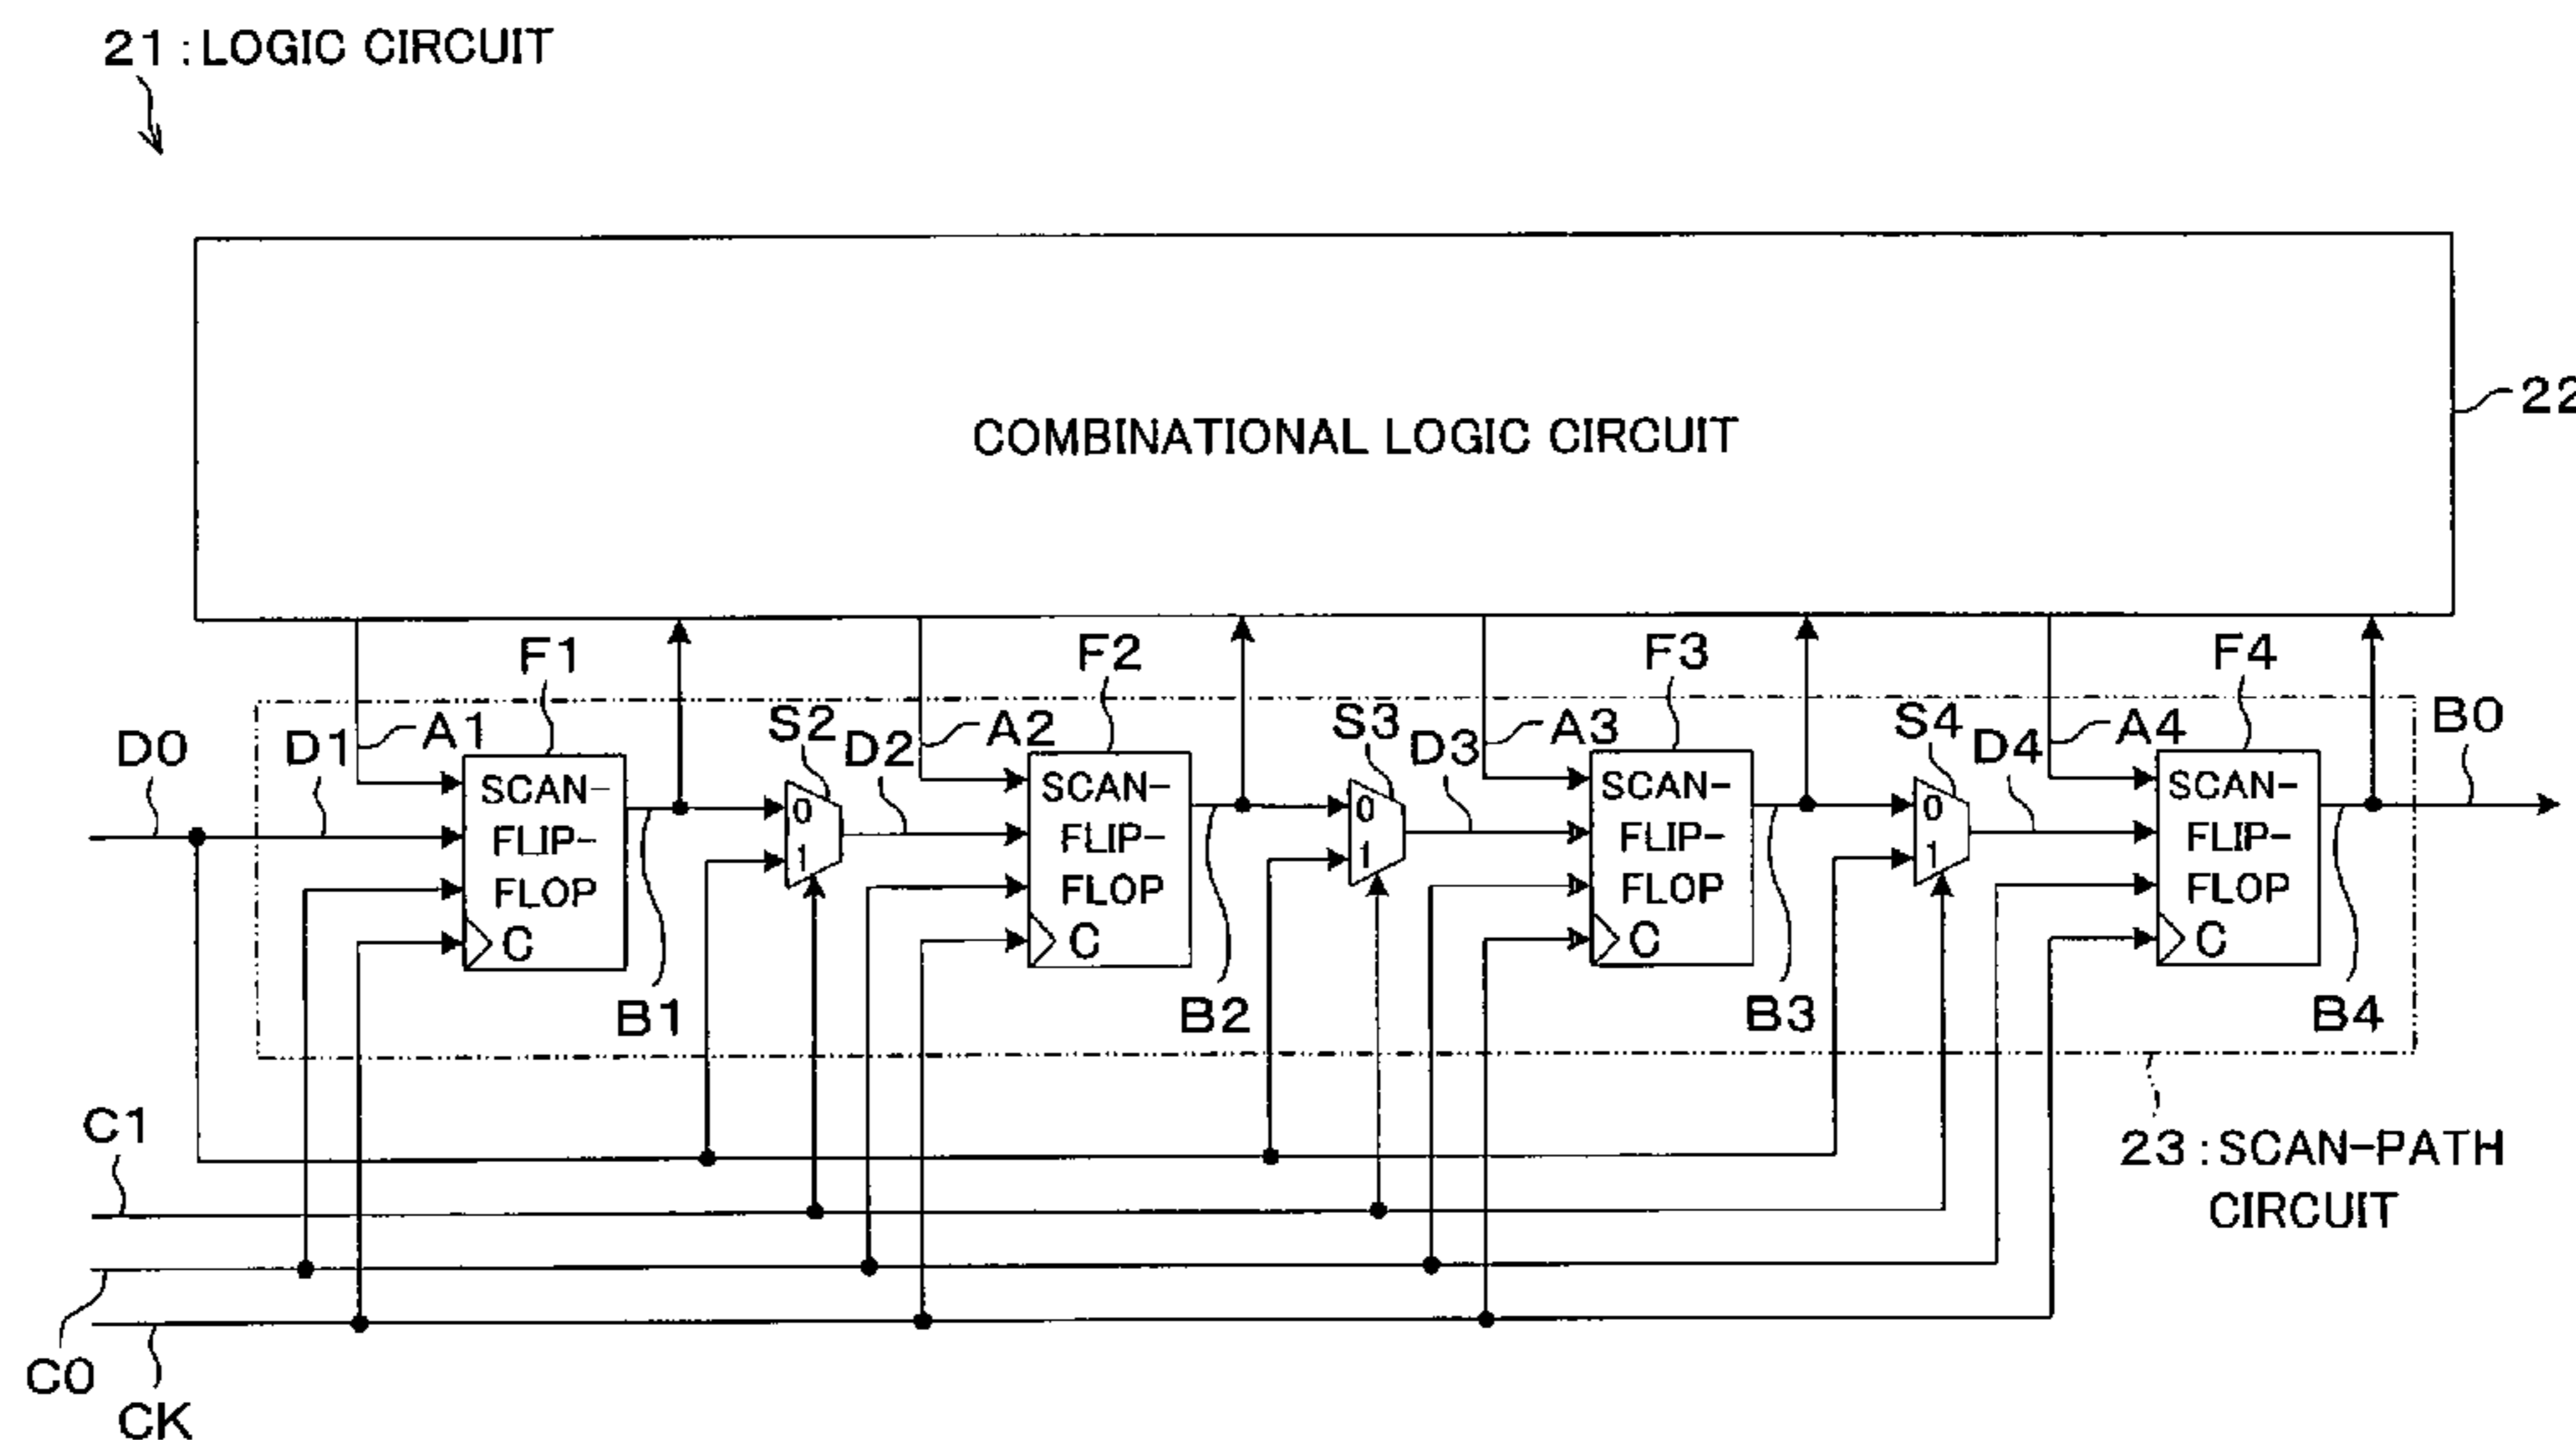 21 : LOGIC CIRCUIT
COMBINATIONAL LOGIC CIRCUIT
22
F1
F2
F3
F4
D0
D1
A1
S2
D2
A2
S3
D3
A3
S4
D4
A4
B0
SCAN-
FLIP-
FLOP
C
0
1
SCAN-
FLIP-
FLOP
C
0
1
SCAN-
FLIP-
FLOP
C
0
1
SCAN-
FLIP-
FLOP
C
B1
B2
B3
B4
C1
23 : SCAN-PATH
CIRCUIT
C0
CK